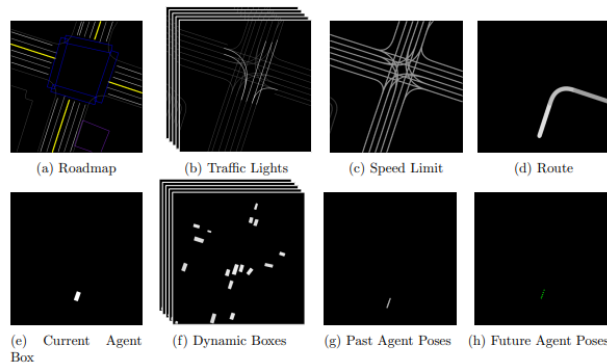 (a) Roadmap
(b) Traffic Lights
(c) Speed Limit
(d) Route
(e) Current Agent
Box
(f) Dynamic Boxes
(g) Past Agent Poses
(h) Future Agent Poses